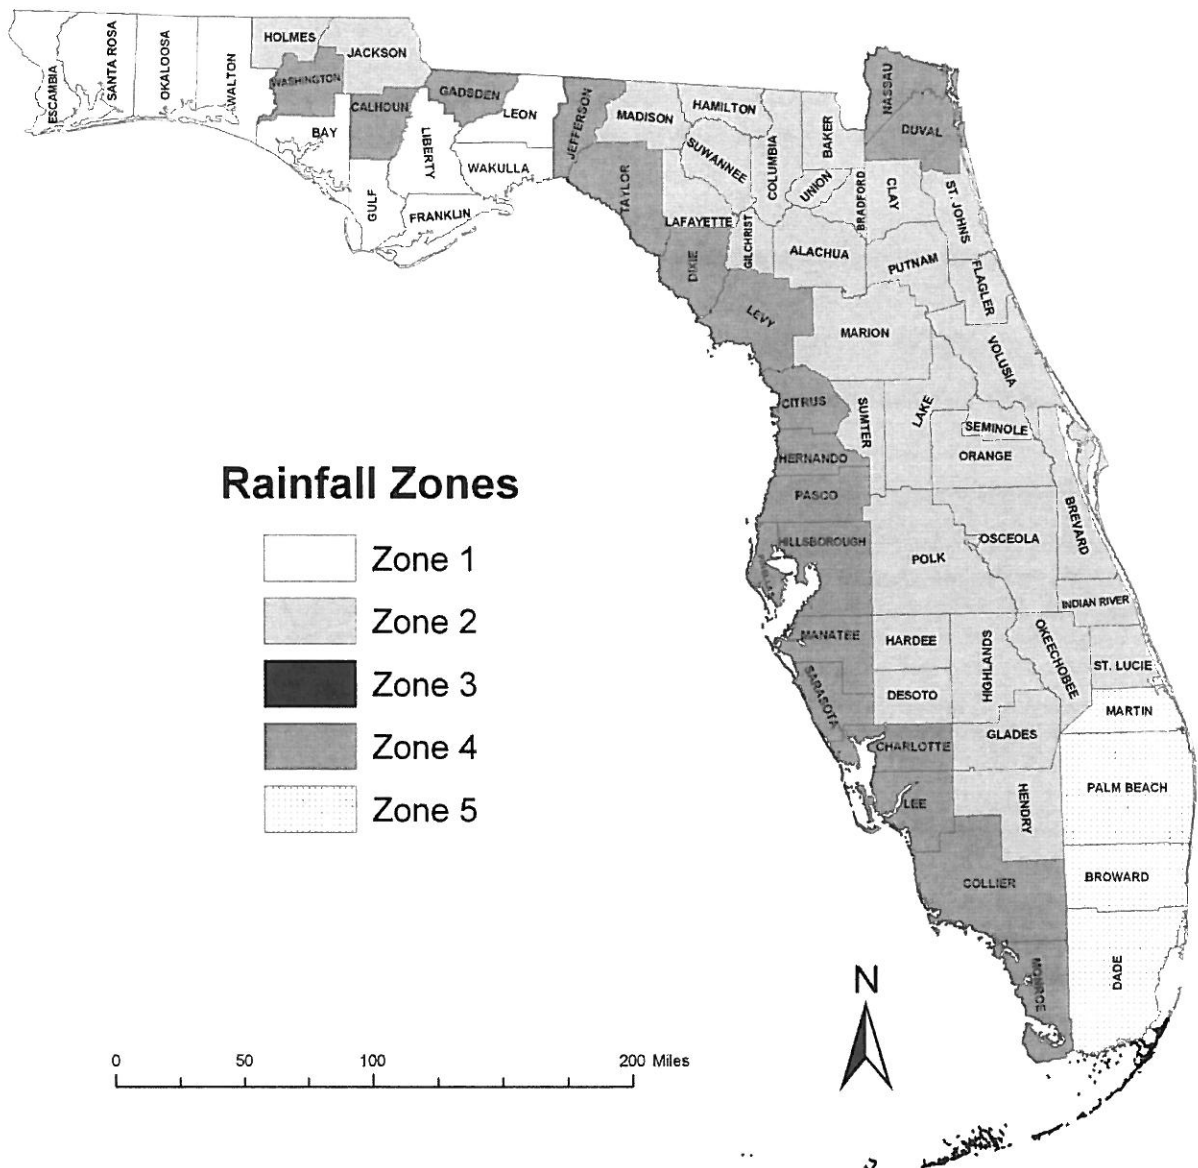 HOLMES
JACKSON
ESCAMBIA
SANTA ROSA
OKALOOSA
WALTON
WASHINGTON
CALHOUN
GADSDEN
BAY
LIBERTY
LEON
JEFFERSON
MADISON
HAMILTON
NASSAU
DUVAL
WAKULLA
GULF
FRANKLIN
TAYLOR
SUWANNEE
COLUMBIA
BAKER
UNION
BRADFORD
CLAY
ST. JOHNS
LAFAYETTE
GILCHRIST
ALACHUA
PUTNAM
FLAGLER
DIXIE
LEVY
MARION
VOLUSIA
CITRUS
SUMTER
LAKE
SEMINOLE
HERNANDO
ORANGE
PASCO
BREVARD
HILLSBOROUGH
OSCEOLA
POLK
INDIAN RIVER
MANATEE
HARDEE
HIGHLANDS
OKEECHOBEE
ST. LUCIE
SARASOTA
DESOTO
MARTIN
CHARLOTTE
GLADES
LEE
HENDRY
PALM BEACH
COLLIER
BROWARD
MONROE
DADE
Rainfall Zones
Zone 1
Zone 2
Zone 3
Zone 4
Zone 5
N
0 50 100 200 Miles